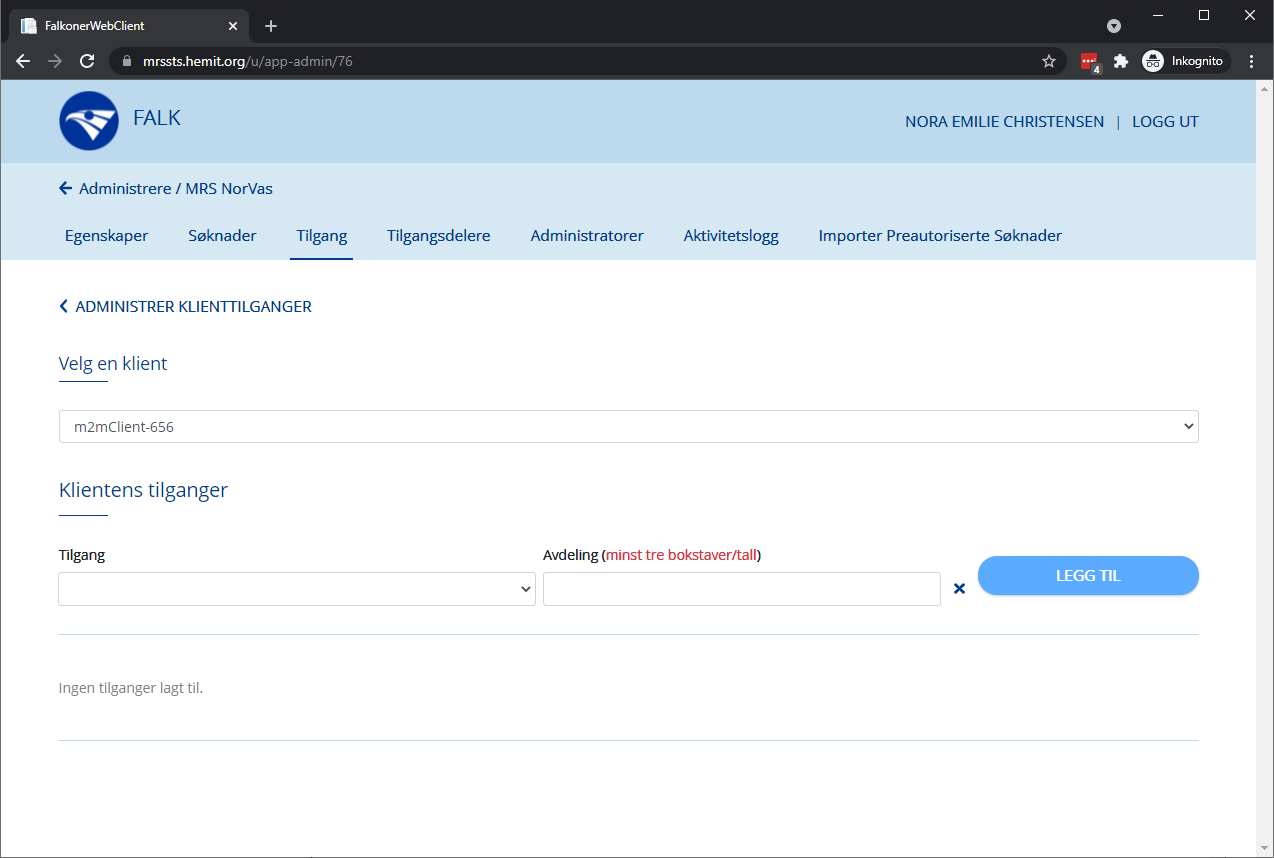 FalkonerWebClient
mrssts.hemit.org/u/app-admin/76
4
Inkognito
FALK
NORA EMILIE CHRISTENSEN | LOGG UT
Administrere / MRS NorVas
Egenskaper Søknader Tilgang Tilgangsdelere Administratorer Aktivitetslogg Importer Preautoriserte Søknader
ADMINISTRER KLIENTTILGANGER
Velg en klient
m2mClient-656
Klientens tilganger
Tilgang Avdeling (minst tre bokstaver/tall)
LEGG TIL
Ingen tilganger lagt til.